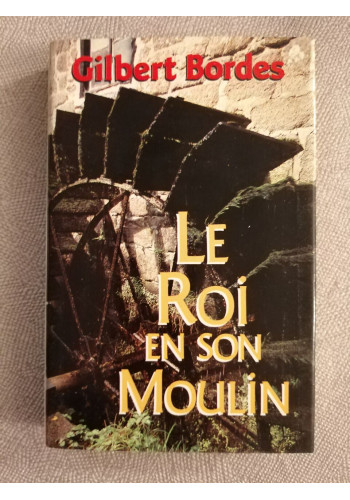 Gilbert Bordes
LE
ROI
EN SON
MOULIN